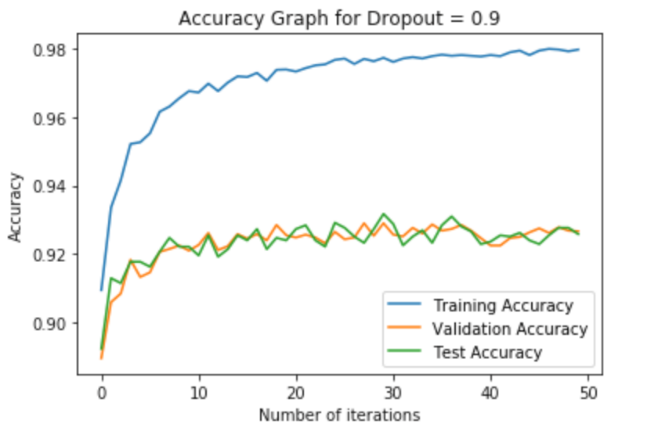 Accuracy Graph for Dropout = 0.9
0.98
0.96
0.94
0.92
0.90
Accuracy
Training Accuracy
Validation Accuracy
Test Accuracy
0 10 20 30 40 50
Number of iterations